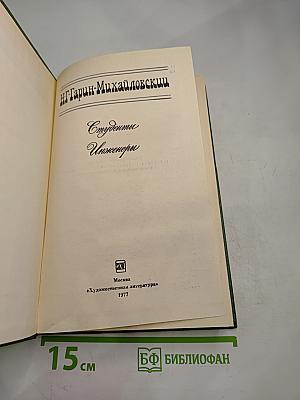 Н·Г·Гарин-Михайловский
Студенты
Инженеры
Москва
«Художественная литература»
1977
15 см
БФ БИБЛИОФАН